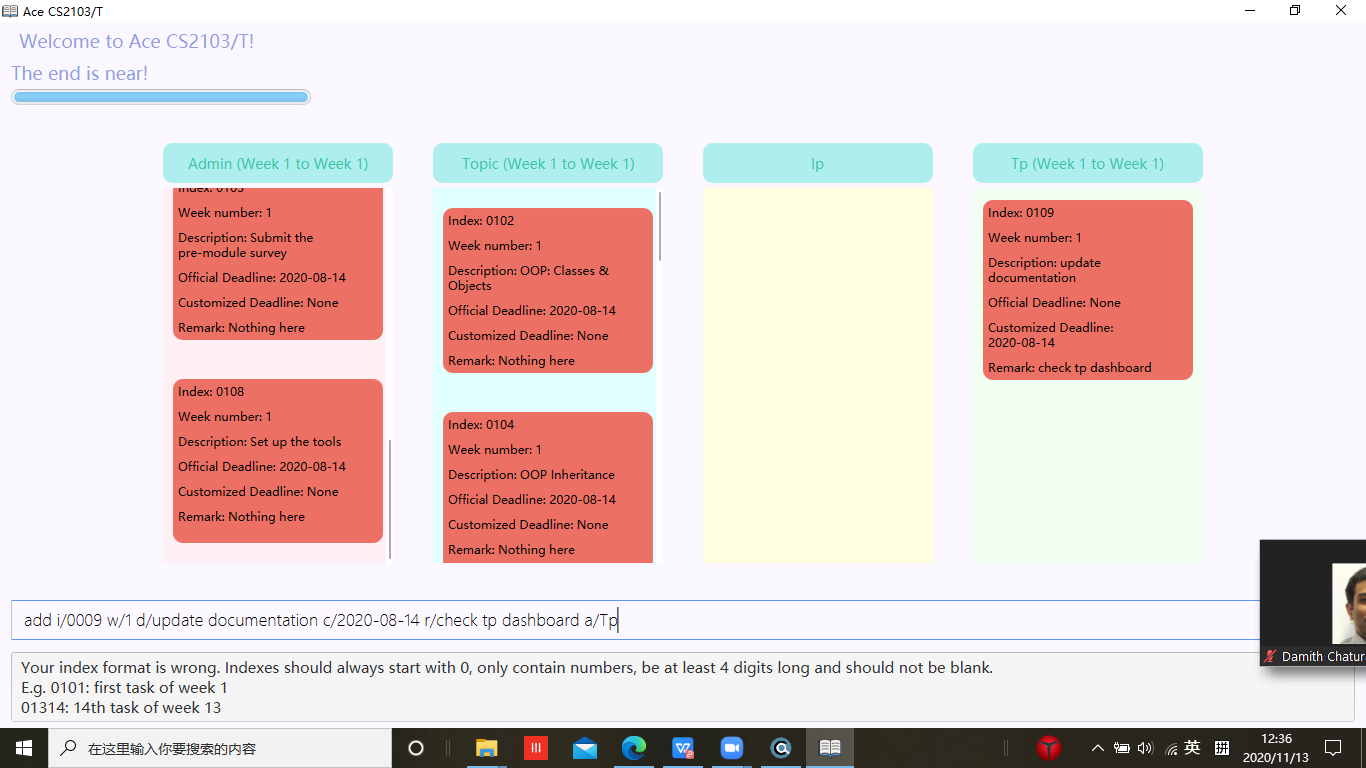 Ace CS2103/T
Welcome to Ace CS2103/T!
The end is near!
Admin (Week 1 to Week 1)
Index: 0103
Week number: 1
Description: Submit the
pre-module survey
Official Deadline: 2020-08-14
Customized Deadline: None
Remark: Nothing here
Index: 0108
Week number: 1
Description: Set up the tools
Official Deadline: 2020-08-14
Customized Deadline: None
Remark: Nothing here
Topic (Week 1 to Week 1)
Index: 0102
Week number: 1
Description: OOP: Classes &
Objects
Official Deadline: 2020-08-14
Customized Deadline: None
Remark: Nothing here
Index: 0104
Week number: 1
Description: OOP Inheritance
Official Deadline: 2020-08-14
Customized Deadline: None
Remark: Nothing here
Ip
Tp (Week 1 to Week 1)
Index: 0109
Week number: 1
Description: update
documentation
Official Deadline: None
Customized Deadline:
2020-08-14
Remark: check tp dashboard
add i/0009 w/1 d/update documentation c/2020-08-14 r/check tp dashboard a/Tp
Damith Chatur
Your index format is wrong. Indexes should always start with 0, only contain numbers, be at least 4 digits long and should not be blank.
E.g. 0101: first task of week 1
01314: 14th task of week 13
在这里输入你要搜索的内容
英
拼
12:36
2020/11/13